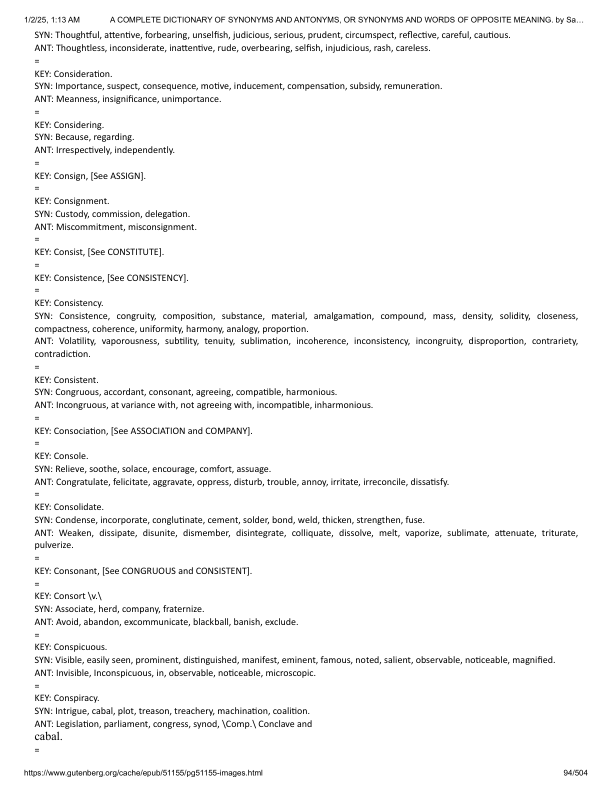 1/2/25, 1:13 AM A COMPLETE DICTIONARY OF SYNONYMS AND ANTONYMS, OR SYNONYMS AND WORDS OF OPPOSITE MEANING. by Sa…
SYN: Thoughtful, attentive, forbearing, unselfish, judicious, serious, prudent, circumspect, reflective, careful, cautious.
ANT: Thoughtless, inconsiderate, inattentive, rude, overbearing, selfish, injudicious, rash, careless.
=
KEY: Consideration.
SYN: Importance, suspect, consequence, motive, inducement, compensation, subsidy, remuneration.
ANT: Meanness, insignificance, unimportance.
=
KEY: Considering.
SYN: Because, regarding.
ANT: Irrespectively, independently.
=
KEY: Consign, [See ASSIGN].
=
KEY: Consignment.
SYN: Custody, commission, delegation.
ANT: Miscommitment, misconsignment.
=
KEY: Consist, [See CONSTITUTE].
=
KEY: Consistence, [See CONSISTENCY].
=
KEY: Consistency.
SYN: Consistence, congruity, composition, substance, material, amalgamation, compound, mass, density, solidity, closeness,
compactness, coherence, uniformity, harmony, analogy, proportion.
ANT: Volatility, vaporousness, subtility, tenuity, sublimation, incoherence, inconsistency, incongruity, disproportion, contrariety,
contradiction.
=
KEY: Consistent.
SYN: Congruous, accordant, consonant, agreeing, compatible, harmonious.
ANT: Incongruous, at variance with, not agreeing with, incompatible, inharmonious.
=
KEY: Consociation, [See ASSOCIATION and COMPANY].
=
KEY: Console.
SYN: Relieve, soothe, solace, encourage, comfort, assuage.
ANT: Congratulate, felicitate, aggravate, oppress, disturb, trouble, annoy, irritate, irreconcile, dissatisfy.
=
KEY: Consolidate.
SYN: Condense, incorporate, conglutinate, cement, solder, bond, weld, thicken, strengthen, fuse.
ANT: Weaken, dissipate, disunite, dismember, disintegrate, colliquate, dissolve, melt, vaporize, sublimate, attenuate, triturate,
pulverize.
=
KEY: Consonant, [See CONGRUOUS and CONSISTENT].
=
KEY: Consort \v.\
SYN: Associate, herd, company, fraternize.
ANT: Avoid, abandon, excommunicate, blackball, banish, exclude.
=
KEY: Conspicuous.
SYN: Visible, easily seen, prominent, distinguished, manifest, eminent, famous, noted, salient, observable, noticeable, magnified.
ANT: Invisible, Inconspicuous, in, observable, noticeable, microscopic.
=
KEY: Conspiracy.
SYN: Intrigue, cabal, plot, treason, treachery, machination, coalition.
ANT: Legislation, parliament, congress, synod, \Comp.\ Conclave and
cabal.
=
https://www.gutenberg.org/cache/epub/51155/pg51155-images.html 94/504